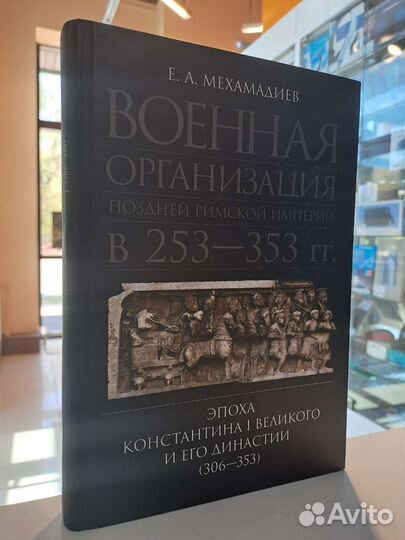 Е. А. МЕХАМАДИЕВ
ВОЕННАЯ
ОРГАНИЗАЦИЯ
ПОЗДНЕЙ РИМСКОЙ ИМПЕРИИ
В 253—353 ГГ.
ЭПОХА
КОНСТАНТИНА I ВЕЛИКОГО
И ЕГО ДИНАСТИИ
(306—353)
Avito